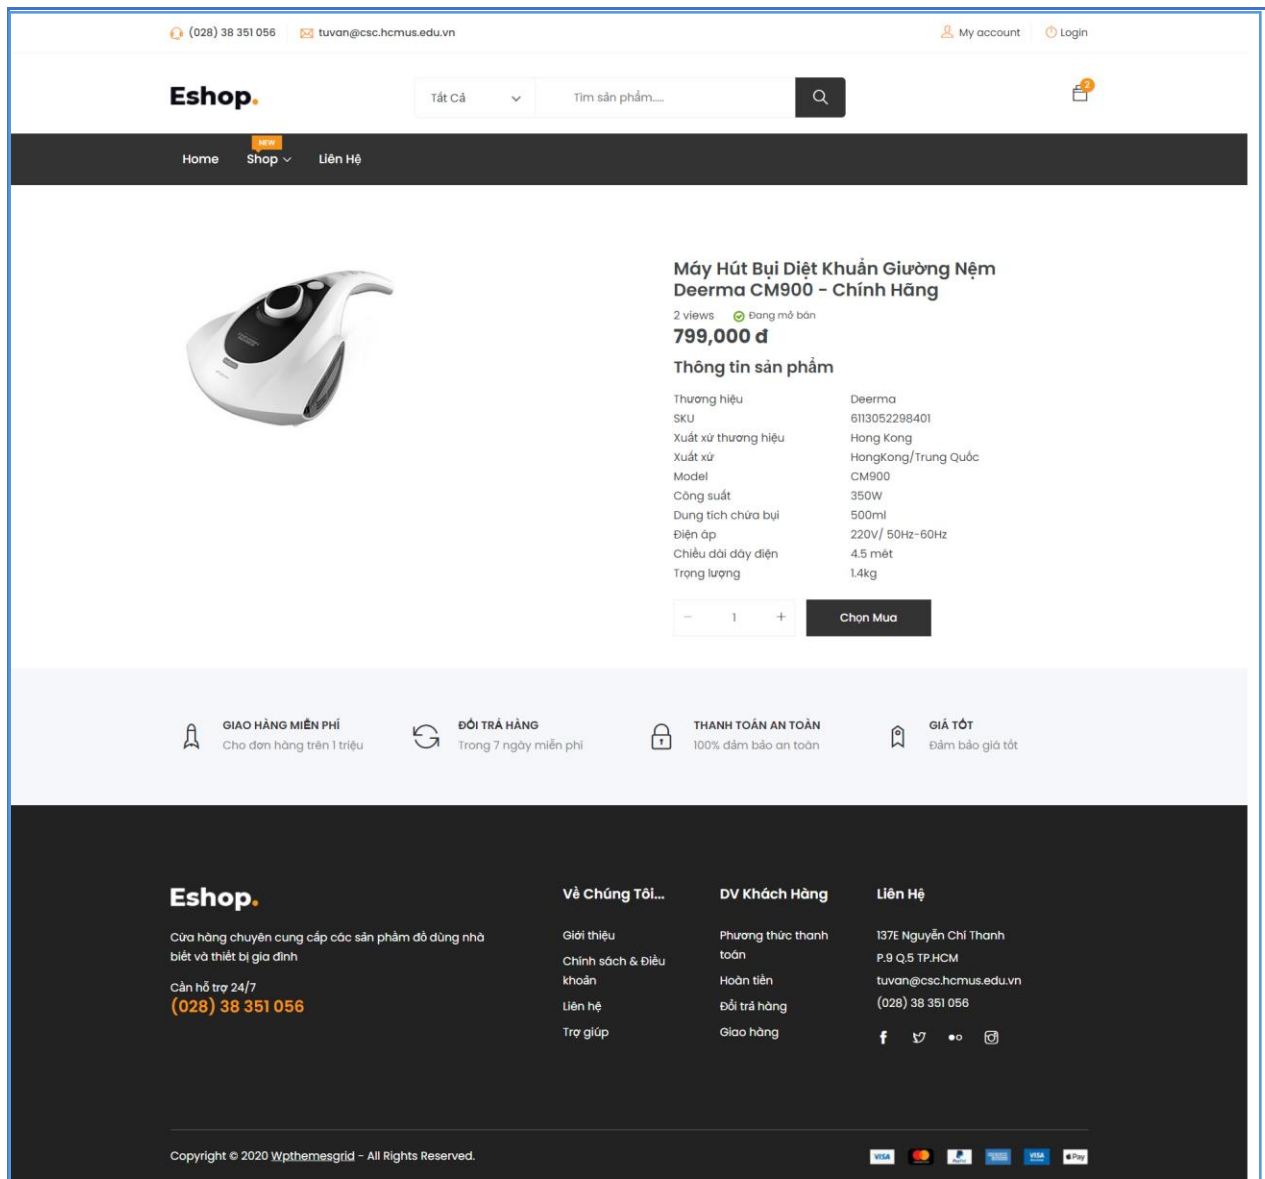 (028) 38 351 056 tuvan@csc.hcmus.edu.vn My account Login
Eshop. Tất Cả Tìm sản phẩm.... 2
NEW
Home Shop Liên Hệ
Máy Hút Bụi Diệt Khuẩn Giường Nệm
Deerma CM900 - Chính Hãng
2 views Đang mở bán
799,000 đ
Thông tin sản phẩm
Thương hiệu Deerma
SKU 6113052298401
Xuất xứ thương hiệu Hong Kong
Xuất xứ HongKong/Trung Quốc
Model CM900
Công suất 350W
Dung tích chứa bụi 500ml
Điện áp 220V/ 50Hz-60Hz
Chiều dài dây điện 4.5 mét
Trọng lượng 1.4kg
- 1 + Chọn Mua
GIAO HÀNG MIỄN PHÍ
Cho đơn hàng trên 1 triệu
ĐỔI TRẢ HÀNG
Trong 7 ngày miễn phí
THANH TOÁN AN TOÀN
100% đảm bảo an toàn
GIÁ TỐT
Đảm bảo giá tốt
Eshop.
Cửa hàng chuyên cung cấp các sản phẩm đồ dùng nhà
biết và thiết bị gia đình
Cần hỗ trợ 24/7
(028) 38 351 056
Về Chúng Tôi...
Giới thiệu
Chính sách & Điều
khoản
Liên hệ
Trợ giúp
DV Khách Hàng
Phương thức thanh
toán
Hoàn tiền
Đổi trả hàng
Giao hàng
Liên Hệ
137E Nguyễn Chí Thanh
P.9 Q.5 TP.HCM
tuvan@csc.hcmus.edu.vn
(028) 38 351 056
Copyright © 2020 Wpthemesgrid - All Rights Reserved.
VISA PayPal VISA Pay